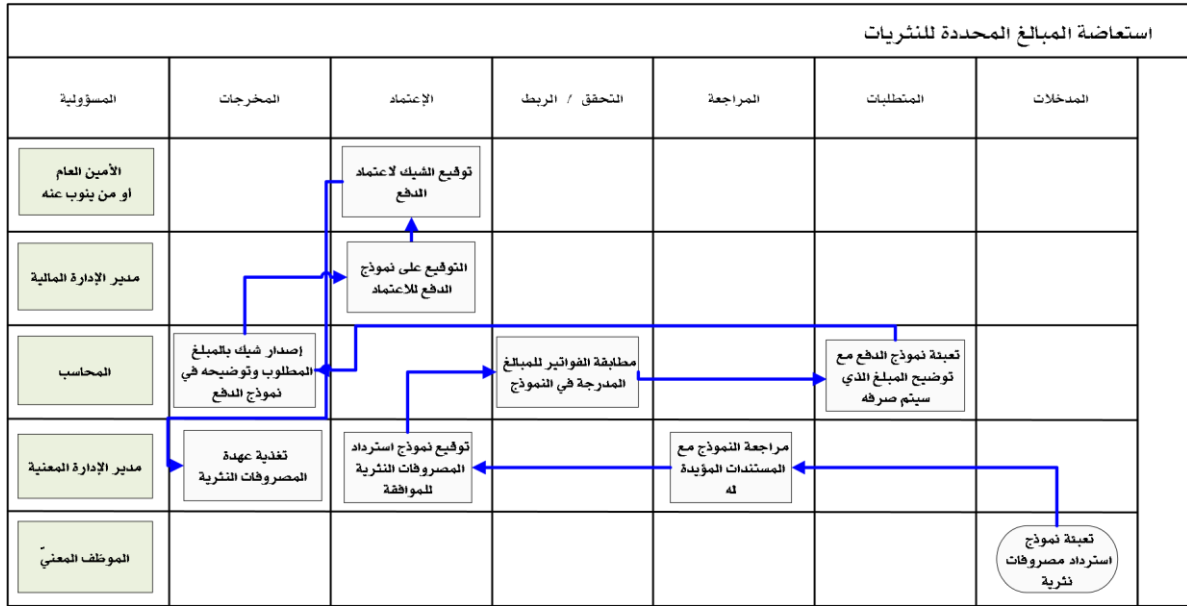 استعاضة المبالغ المحددة للنثريات
المدخلات
المتطلبات
المراجعة
التحقق / الربط
الإعتماد
المخرجات
المسؤولية
توقيع الشيك لاعتماد
الدفع
الأمين العام
او من ينوب عنه
التوقيع على نموذج
الدفع للاعتماد
مدير الإدارة المالية
تعبئة نموذج الدفع مع
توضيح المبلغ الذي
سيتم صرفه
مطابقة الفواتير للمبالغ
المدرجة في النموذج
إصدار شيك بالمبلغ
المطلوب وتوضيحه في
نموذج الدفع
المحاسب
مراجعة النموذج مع
المستندات المؤيدة
له
توقيع نموذج استرداد
المصروفات النثرية
للموافقة
تغذية عهدة
المصروفات النثرية
مدير الإدارة المعنية
تعبئة نموذج
استرداد مصروفات
نثرية
الموظف المعنيّ